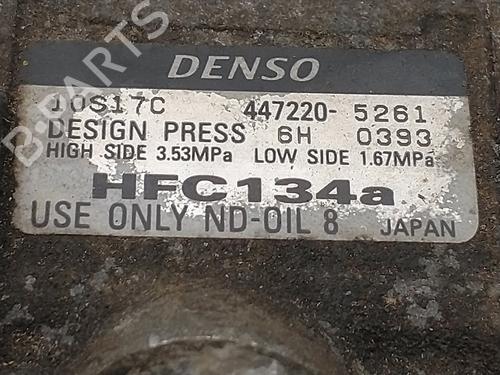 DENSO
10S17C 447220-5261
DESIGN PRESS 6H 0393
HIGH SIDE 3.53MPa LOW SIDE 1.67MPa
HFC134a
USE ONLY ND-OIL 8 JAPAN
B-PARTS